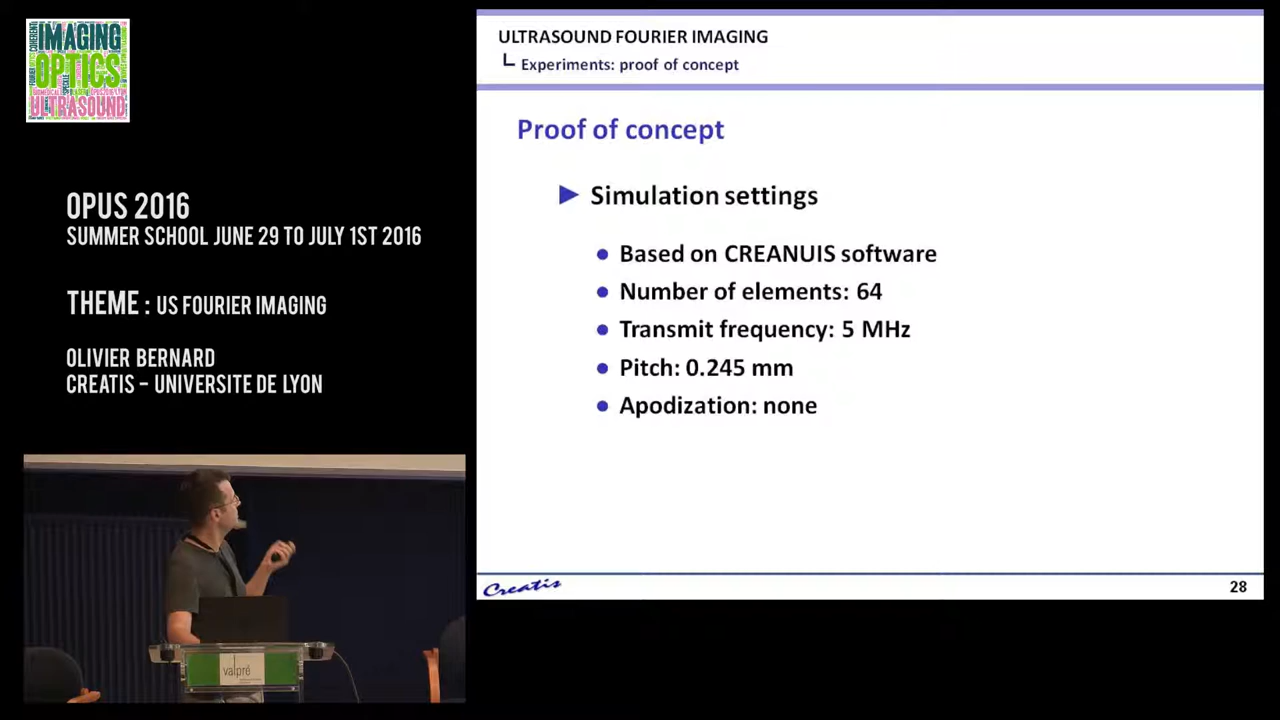 IMAGING
OPTICS
ULTRASOUND
OPUS 2016
SUMMER SCHOOL JUNE 29 TO JULY 1ST 2016
THEME : US FOURIER IMAGING
OLIVIER BERNARD
CREATIS – UNIVERSITE DE LYON
valpré
ULTRASOUND FOURIER IMAGING
Experiments: proof of concept
Proof of concept
Simulation settings
Based on CREANUIS software
Number of elements: 64
Transmit frequency: 5 MHz
Pitch: 0.245 mm
Apodization: none
Creatis
28